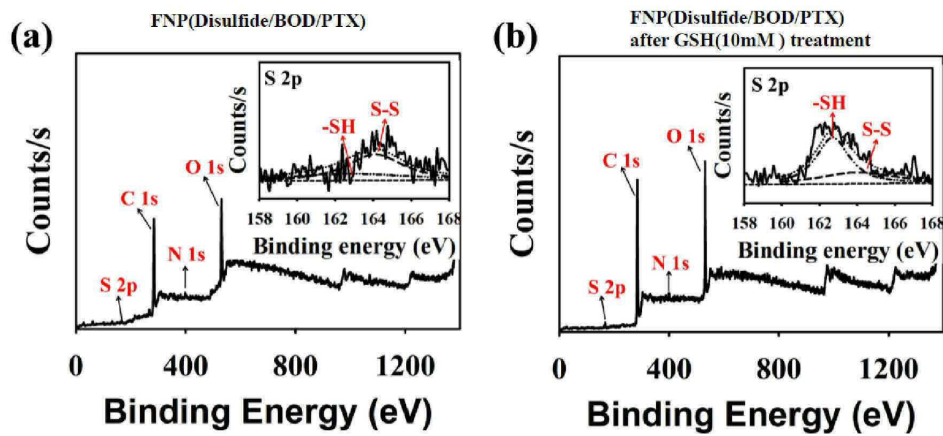 (a)
FNP(Disulfide/BOD/PTX)
S 2p
-SH
S-S
Counts/s
158 160 162 164 166 168
Binding energy (eV)
O 1s
C 1s
N 1s
S 2p
Counts/s
0 400 800 1200
Binding Energy (eV)
(b)
FNP(Disulfide/BOD/PTX)
after GSH(10mM ) treatment
S 2p
-SH
S-S
Counts/s
158 160 162 164 166 168
Binding energy (eV)
O 1s
C 1s
N 1s
S 2p
Counts/s
0 400 800 1200
Binding Energy (eV)